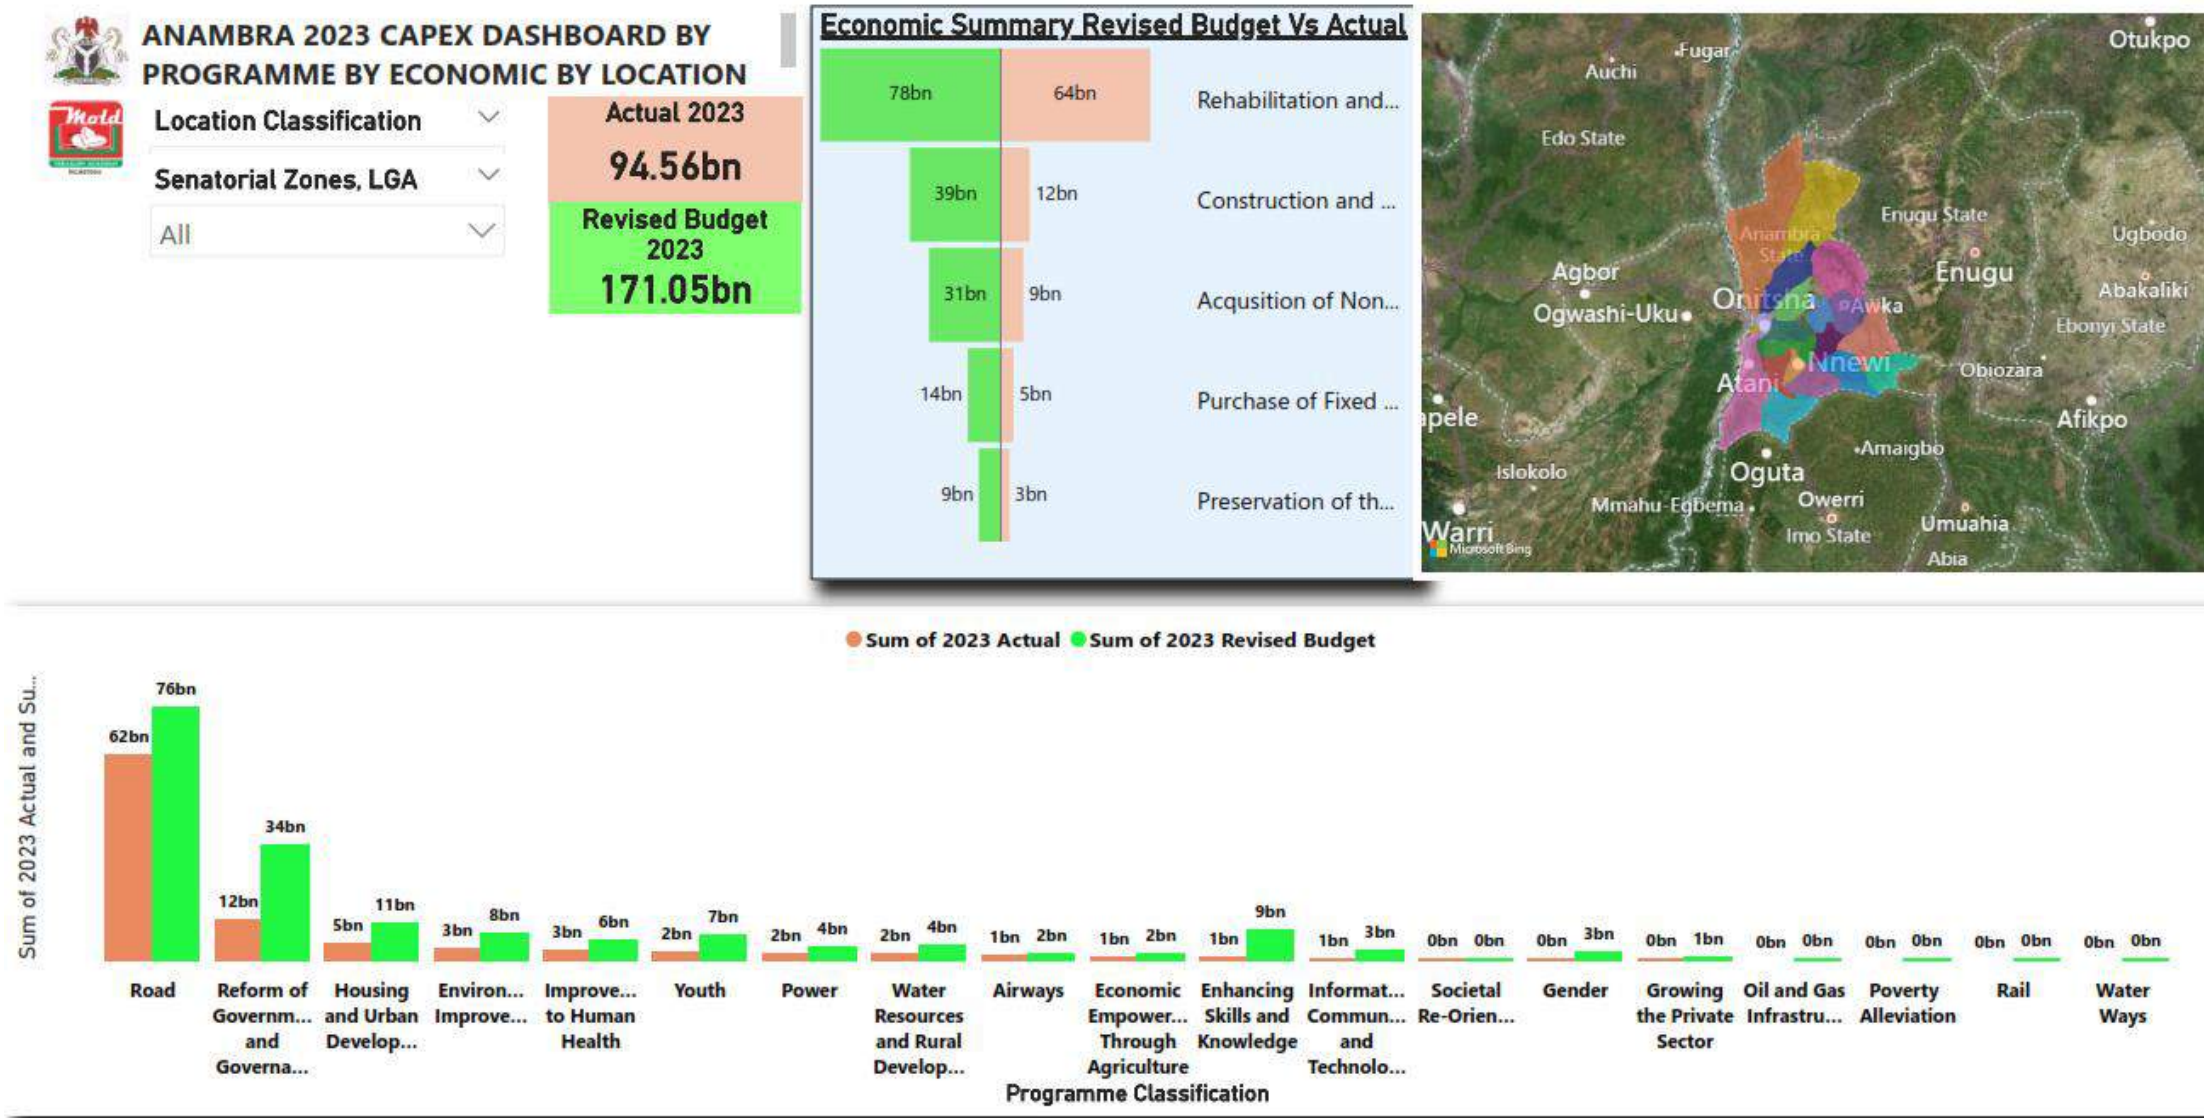 ANAMBRA 2023 CAPEX DASHBOARD BY
PROGRAMME BY ECONOMIC BY LOCATION
Mold
Location Classification
Senatorial Zones, LGA
All
Actual 2023
94.56bn
Revised Budget
2023
171.05bn
Economic Summary Revised Budget Vs Actual
78bn 64bn Rehabilitation and...
39bn 12bn Construction and ...
31bn 9bn Acqusition of Non...
14bn 5bn Purchase of Fixed ...
9bn 3bn Preservation of th...
Otukpo
Fugar
Auchi
Edo State
Enugu State
Anambra
State
Ugbodo
Agbor
Enugu
Abakaliki
Onitsha
Awka
Ogwashi-Uku
Ebonyi State
Nnewi
Obiozara
Atani
apele
Afikpo
Amaigbo
Islokolo
Oguta
Mmahu-Egbema
Owerri
Umuahia
Warri
Imo State
Microsoft Bing
Abia
Sum of 2023 Actual Sum of 2023 Revised Budget
Sum of 2023 Actual and Su...
62bn 76bn
12bn 34bn
5bn 11bn
3bn 8bn
3bn 6bn
2bn 7bn
2bn 4bn
2bn 4bn
1bn 2bn
1bn 2bn
1bn 9bn
1bn 3bn
0bn 0bn
0bn 3bn
0bn 1bn
0bn 0bn
0bn 0bn
0bn 0bn
0bn 0bn
Road
Reform of
Governm...
and
Governa...
Housing
and Urban
Develop...
Environ...
Improve...
Improve...
to Human
Health
Youth
Power
Water
Resources
and Rural
Develop...
Airways
Economic
Empower...
Through
Agriculture
Enhancing
Skills and
Knowledge
Informat...
Commun...
and
Technolo...
Societal
Re-Orien...
Gender
Growing
the Private
Sector
Oil and Gas
Infrastru...
Poverty
Alleviation
Rail
Water
Ways
Programme Classification